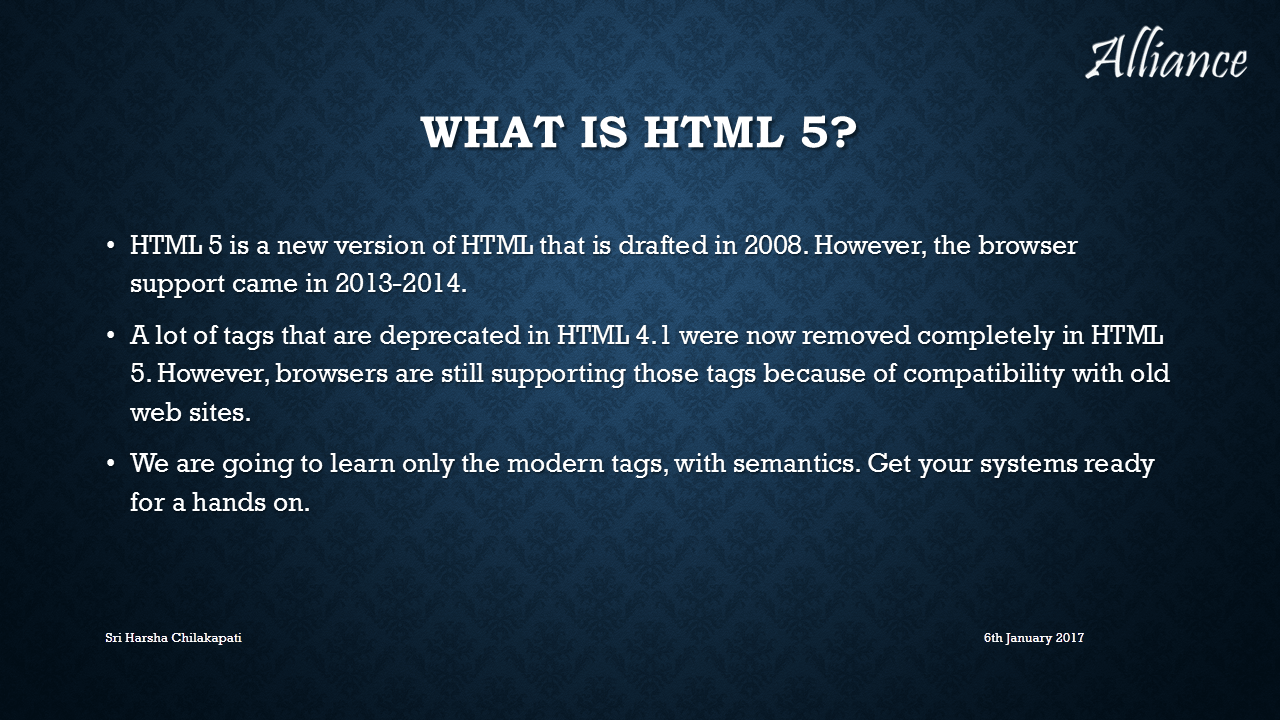 Alliance
WHAT IS HTML 5?
• HTML 5 is a new version of HTML that is drafted in 2008. However, the browser
support came in 2013-2014.
• A lot of tags that are deprecated in HTML 4.1 were now removed completely in HTML
5. However, browsers are still supporting those tags because of compatibility with old
web sites.
• We are going to learn only the modern tags, with semantics. Get your systems ready
for a hands on.
Sri Harsha Chilakapati
6th January 2017